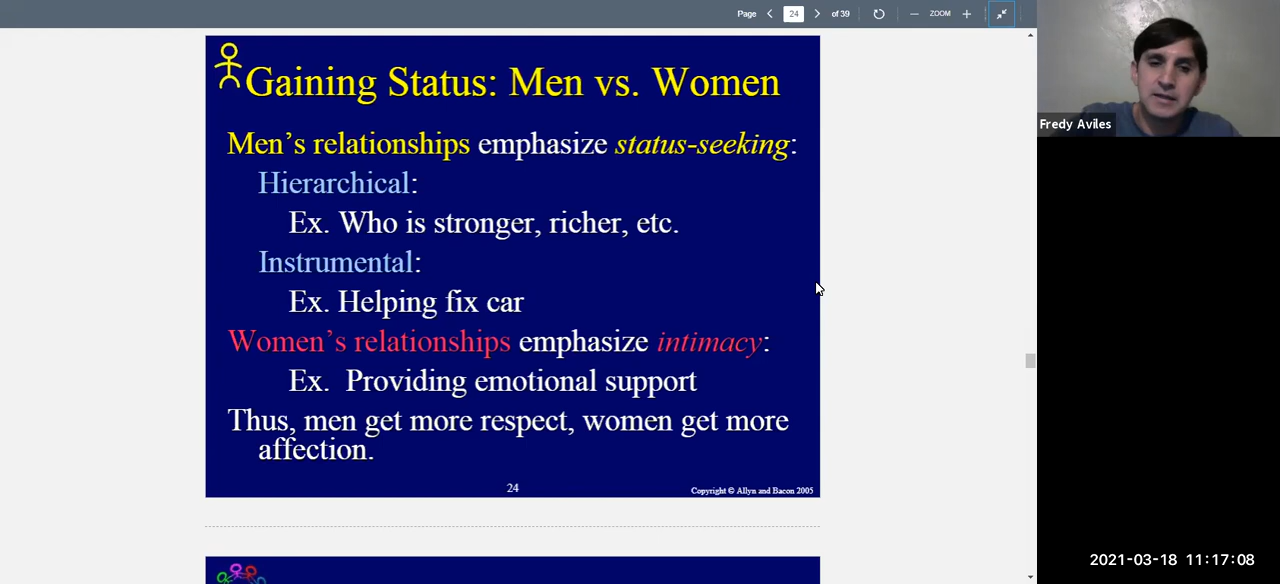 Page 24 of 39 ZOOM
Gaining Status: Men vs. Women
Men's relationships emphasize status-seeking:
Hierarchical:
Ex. Who is stronger, richer, etc.
Instrumental:
Ex. Helping fix car
Women's relationships emphasize intimacy:
Ex. Providing emotional support
Thus, men get more respect, women get more
affection.
24
Copyright © Allyn and Bacon 2005
Fredy Aviles
2021-03-18 11:17:08